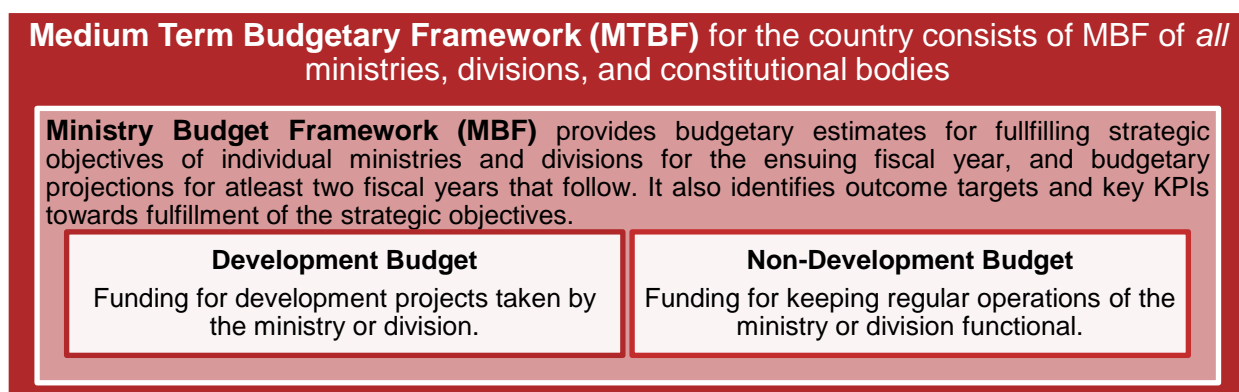 Medium Term Budgetary Framework (MTBF) for the country consists of MBF of all
ministries, divisions, and constitutional bodies
Ministry Budget Framework (MBF) provides budgetary estimates for fullfilling strategic
objectives of individual ministries and divisions for the ensuing fiscal year, and budgetary
projections for atleast two fiscal years that follow. It also identifies outcome targets and key KPIs
towards fulfillment of the strategic objectives.
Development Budget
Funding for development projects taken by
the ministry or division.
Non-Development Budget
Funding for keeping regular operations of the
ministry or division functional.